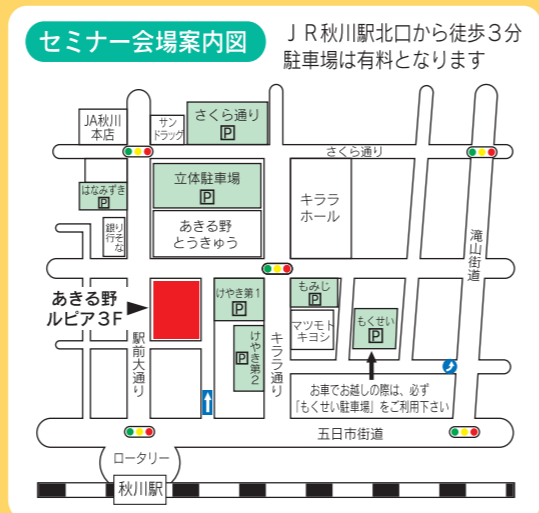 セミナー会場案内図
ＪＲ秋川駅北口から徒歩３分
駐車場は有料となります
JA秋川
本店
サン
ドラッグ
さくら通り
P
さくら通り
はなみずき
P
立体駐車場
P
キララ
ホール
りそな
銀行
あきる野
とうきゅう
滝山街道
あきる野
ルピア３F
けやき第1
P
もみじ
P
マツモト
キヨシ
もくせい
P
駅前大通り
けやき第2
P
キララ通り
お車でお越しの際は、必ず
「もくせい駐車場」をご利用下さい
五日市街道
ロータリー
秋川駅